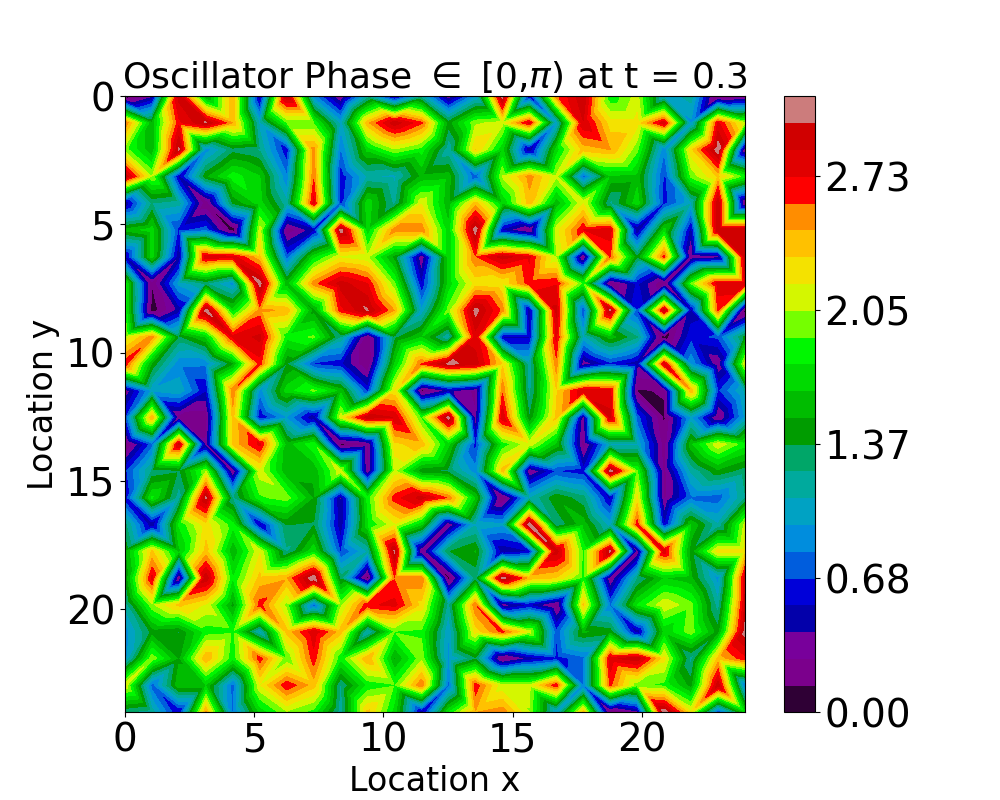 Oscillator Phase ∈ [0,π) at t = 0.3
Location y
0
5
10
15
20
0 5 10 15 20
Location x
2.73
2.05
1.37
0.68
0.00